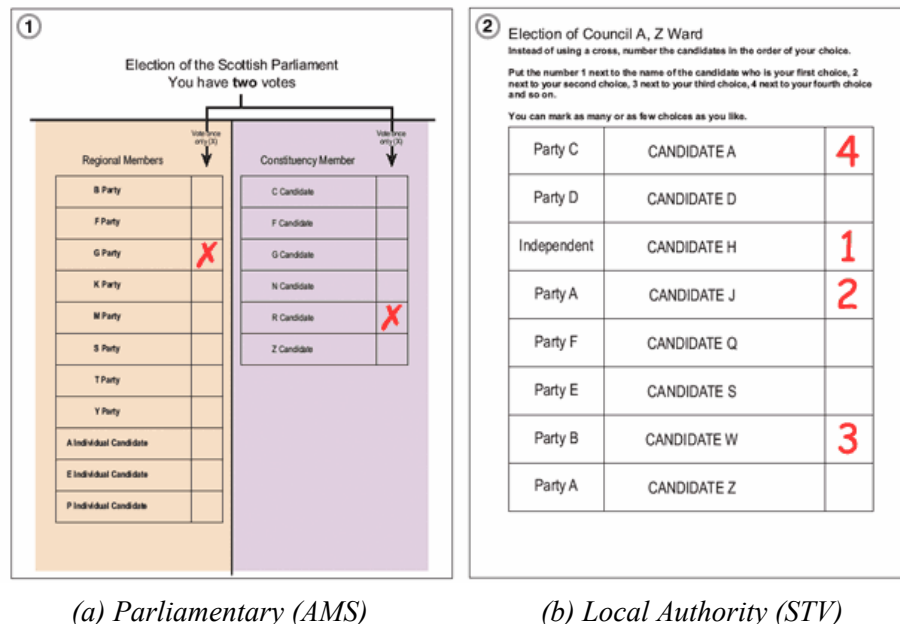 1
Election of the Scottish Parliament
You have two votes
Vote once
only (X)
Vote once
only (X)
Regional Members
Constituency Member
B Party
F Party
G Party X
K Party
M Party
S Party
T Party
Y Party
A Individual Candidate
E Individual Candidate
P Individual Candidate
C Candidate
F Candidate
G Candidate
N Candidate
R Candidate X
Z Candidate
(a) Parliamentary (AMS)
2
Election of Council A, Z Ward
Instead of using a cross, number the candidates in the order of your choice.
Put the number 1 next to the name of the candidate who is your first choice, 2
next to your second choice, 3 next to your third choice, 4 next to your fourth choice
and so on.
You can mark as many or as few choices as you like.
Party C CANDIDATE A 4
Party D CANDIDATE D
Independent CANDIDATE H 1
Party A CANDIDATE J 2
Party F CANDIDATE Q
Party E CANDIDATE S
Party B CANDIDATE W 3
Party A CANDIDATE Z
(b) Local Authority (STV)